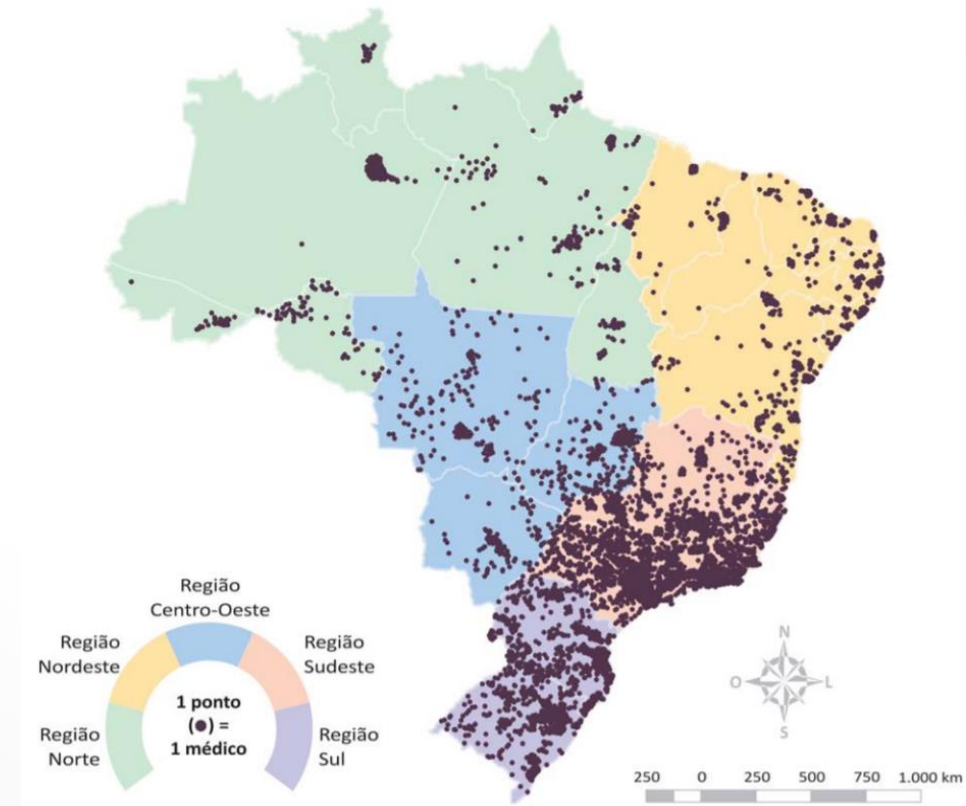 Região
Centro-Oeste
Região
Nordeste
Região
Sudeste
1 ponto
(●) =
1 médico
Região
Norte
Região
Sul
N
O
L
S
250 0 250 500 750 1.000 km